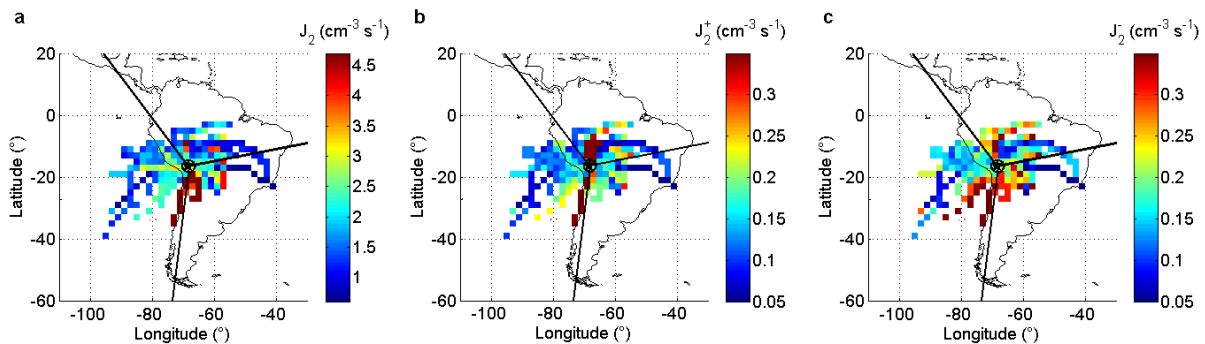 a
J2 (cm-3 s-1)
20
0
-20
-40
-60
Latitude (°)
-100 -80 -60 -40
Longitude (°)
4.5
4
3.5
3
2.5
2
1.5
1
b
J2+ (cm-3 s-1)
20
0
-20
-40
-60
Latitude (°)
-100 -80 -60 -40
Longitude (°)
0.3
0.25
0.2
0.15
0.1
0.05
c
J2- (cm-3 s-1)
20
0
-20
-40
-60
Latitude (°)
-100 -80 -60 -40
Longitude (°)
0.3
0.25
0.2
0.15
0.1
0.05